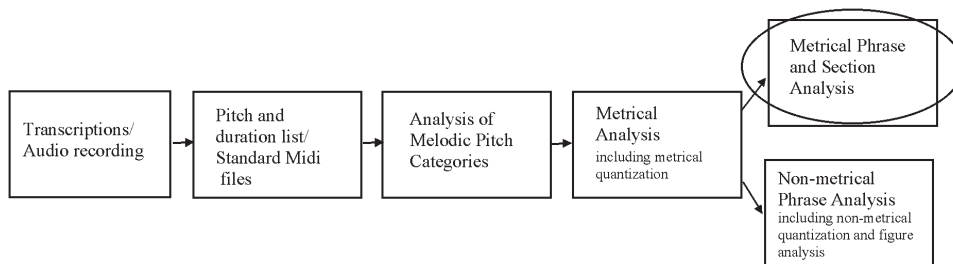 Transcriptions/
Audio recording
Pitch and
duration list/
Standard Midi
files
Analysis of
Melodic Pitch
Categories
Metrical
Analysis
including metrical
quantization
Metrical Phrase
and Section
Analysis
Non-metrical
Phrase Analysis
including non-metrical
quantization and figure
analysis